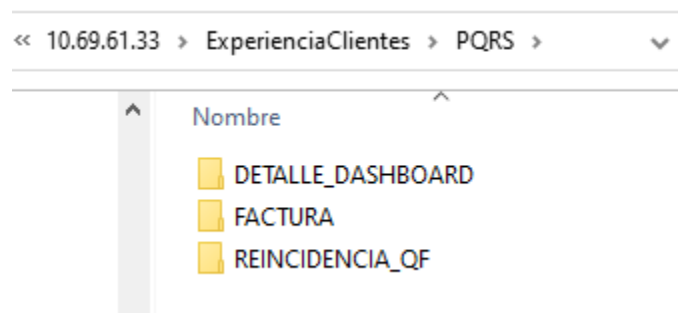 « 10.69.61.33 > ExperienciaClientes > PQRS >
Nombre
DETALLE_DASHBOARD
FACTURA
REINCIDENCIA_QF